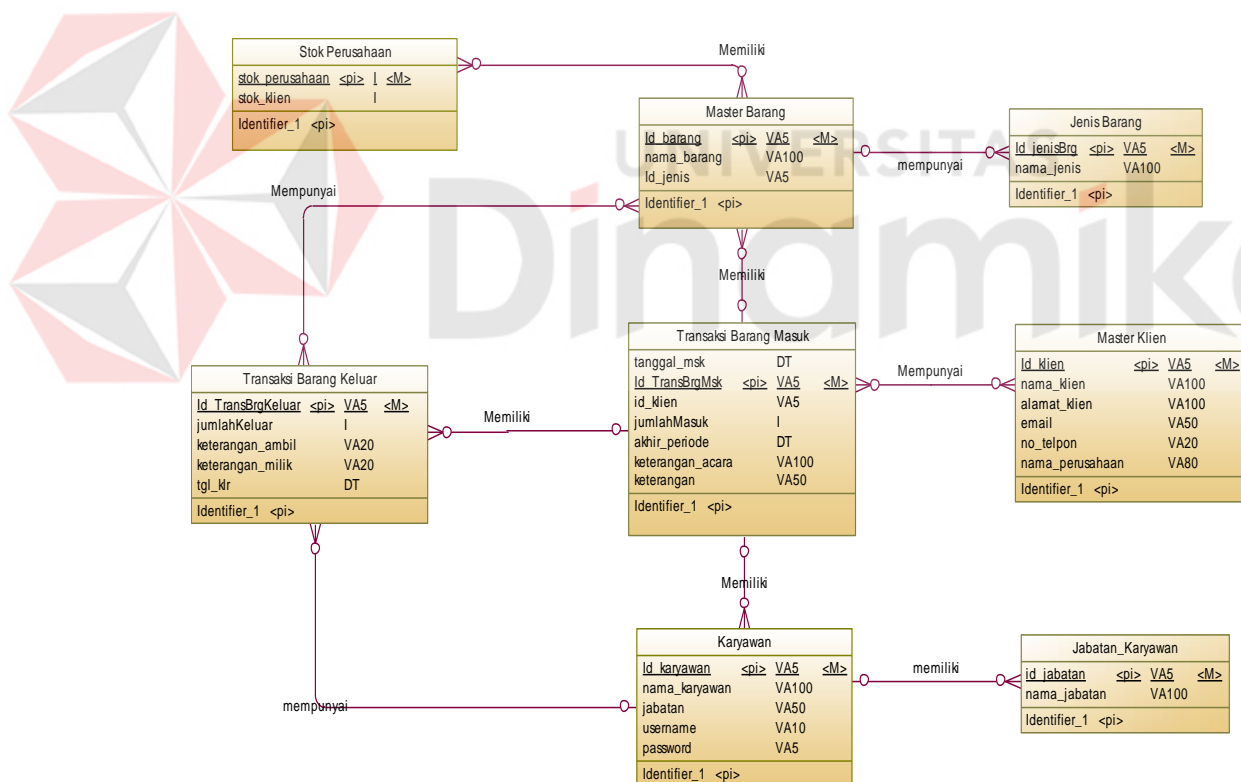 Stok Perusahaan
stok_perusahaan <pi> I <M>
stok_klien I
Identifier_1 <pi>
Memiliki
Master Barang
Id_barang <pi> VA5 <M>
nama_barang VA100
Id_jenis VA5
Identifier_1 <pi>
mempunyai
Jenis Barang
Id_jenisBrg <pi> VA5 <M>
nama_jenis VA100
Identifier_1 <pi>
UNIVERSITAS
Dinamika
Mempunyai
Memiliki
Transaksi Barang Keluar
Id_TransBrgKeluar <pi> VA5 <M>
jumlahKeluar I
keterangan_ambil VA20
keterangan_milik VA20
tgl_klr DT
Identifier_1 <pi>
Memiliki
Transaksi Barang Masuk
tanggal_msk DT
Id_TransBrgMsk <pi> VA5 <M>
id_klien VA5
jumlahMasuk I
akhir_periode DT
keterangan_acara VA100
keterangan VA50
Identifier_1 <pi>
Mempunyai
Master Klien
Id_klien <pi> VA5 <M>
nama_klien VA100
alamat_klien VA100
email VA50
no_telpon VA20
nama_perusahaan VA80
Identifier_1 <pi>
Memiliki
mempunyai
Karyawan
Id_karyawan <pi> VA5 <M>
nama_karyawan VA100
jabatan VA50
username VA10
password VA5
Identifier_1 <pi>
memiliki
Jabatan_Karyawan
id_jabatan <pi> VA5 <M>
nama_jabatan VA100
Identifier_1 <pi>